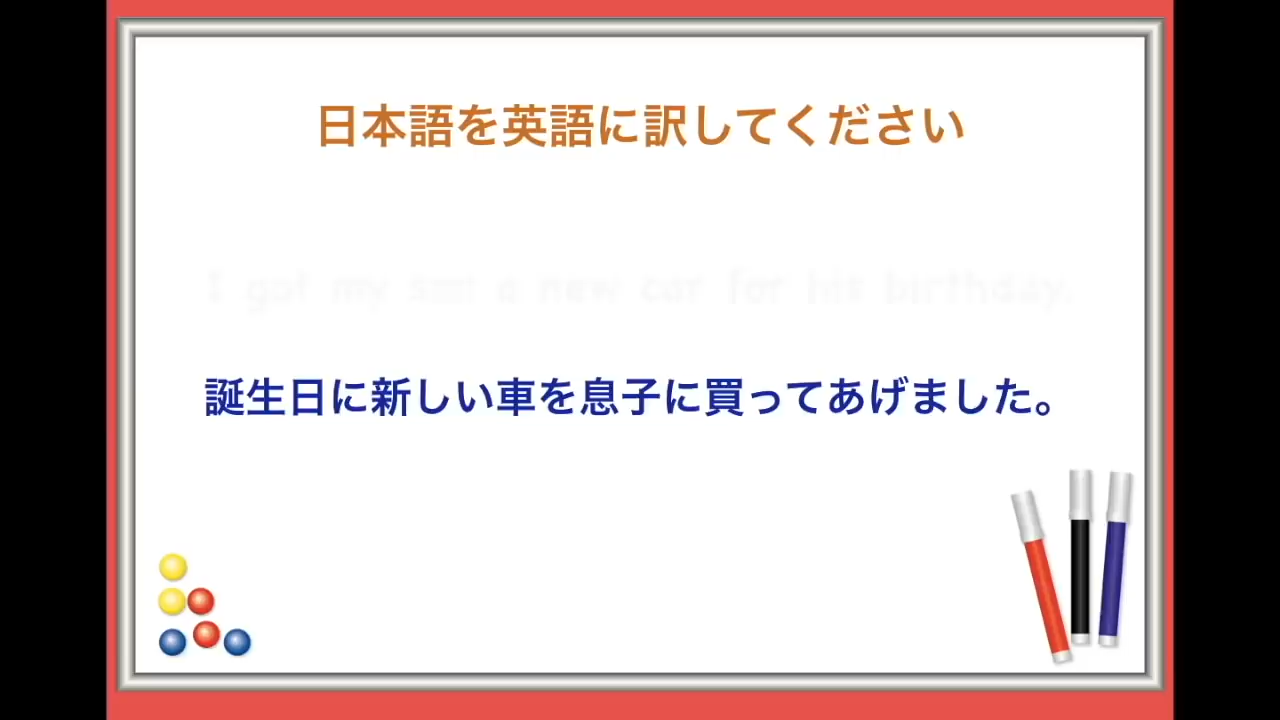 日本語を英語に訳してください
I got my son a new car for his birthday.
誕生日に新しい車を息子に買ってあげました。